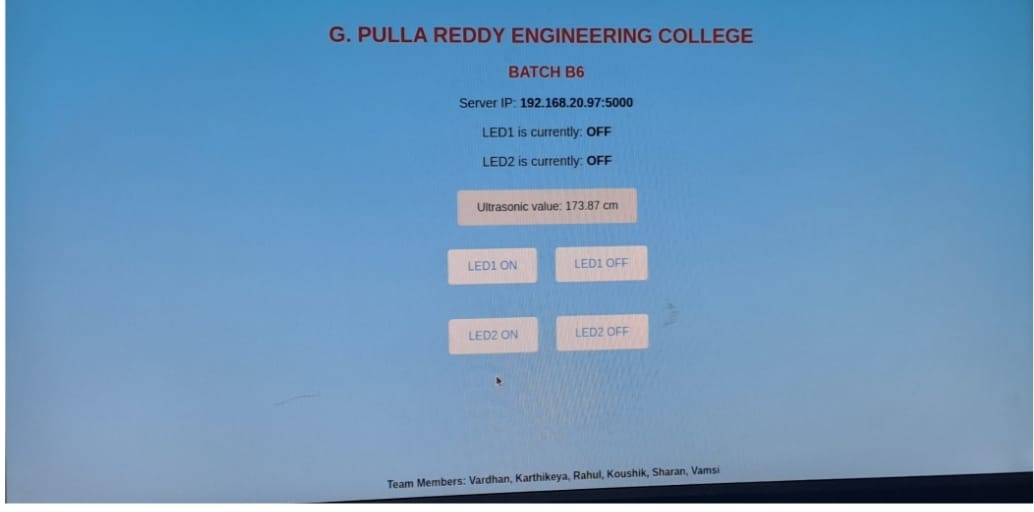 G. PULLA REDDY ENGINEERING COLLEGE
BATCH B6
Server IP: 192.168.20.97:5000
LED1 is currently: OFF
LED2 is currently: OFF
Ultrasonic value: 173.87 cm
LED1 ON LED1 OFF
LED2 ON LED2 OFF
Team Members: Vardhan, Karthikeya, Rahul, Koushik, Sharan, Vamsi